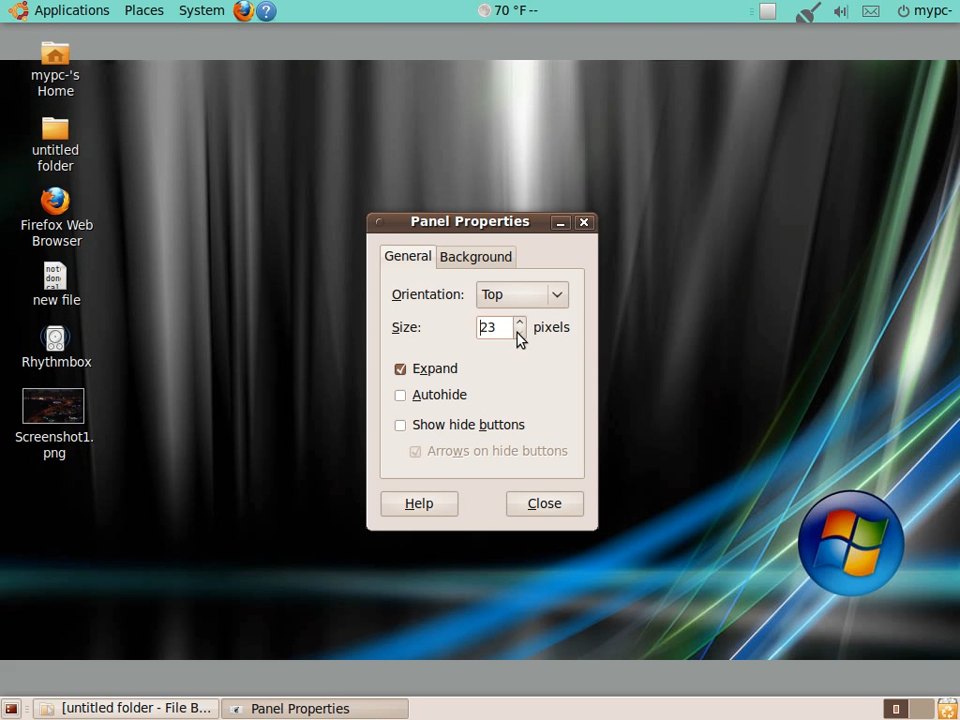 Applications Places System ? 70 °F -- mypc-
mypc-'s
Home
untitled
folder
Firefox Web
Browser
new file
Rhythmbox
Screenshot1.
png
Panel Properties
General Background
Orientation: Top
Size: 23 pixels
Expand
Autohide
Show hide buttons
Arrows on hide buttons
Help Close
[untitled folder - File B... Panel Properties